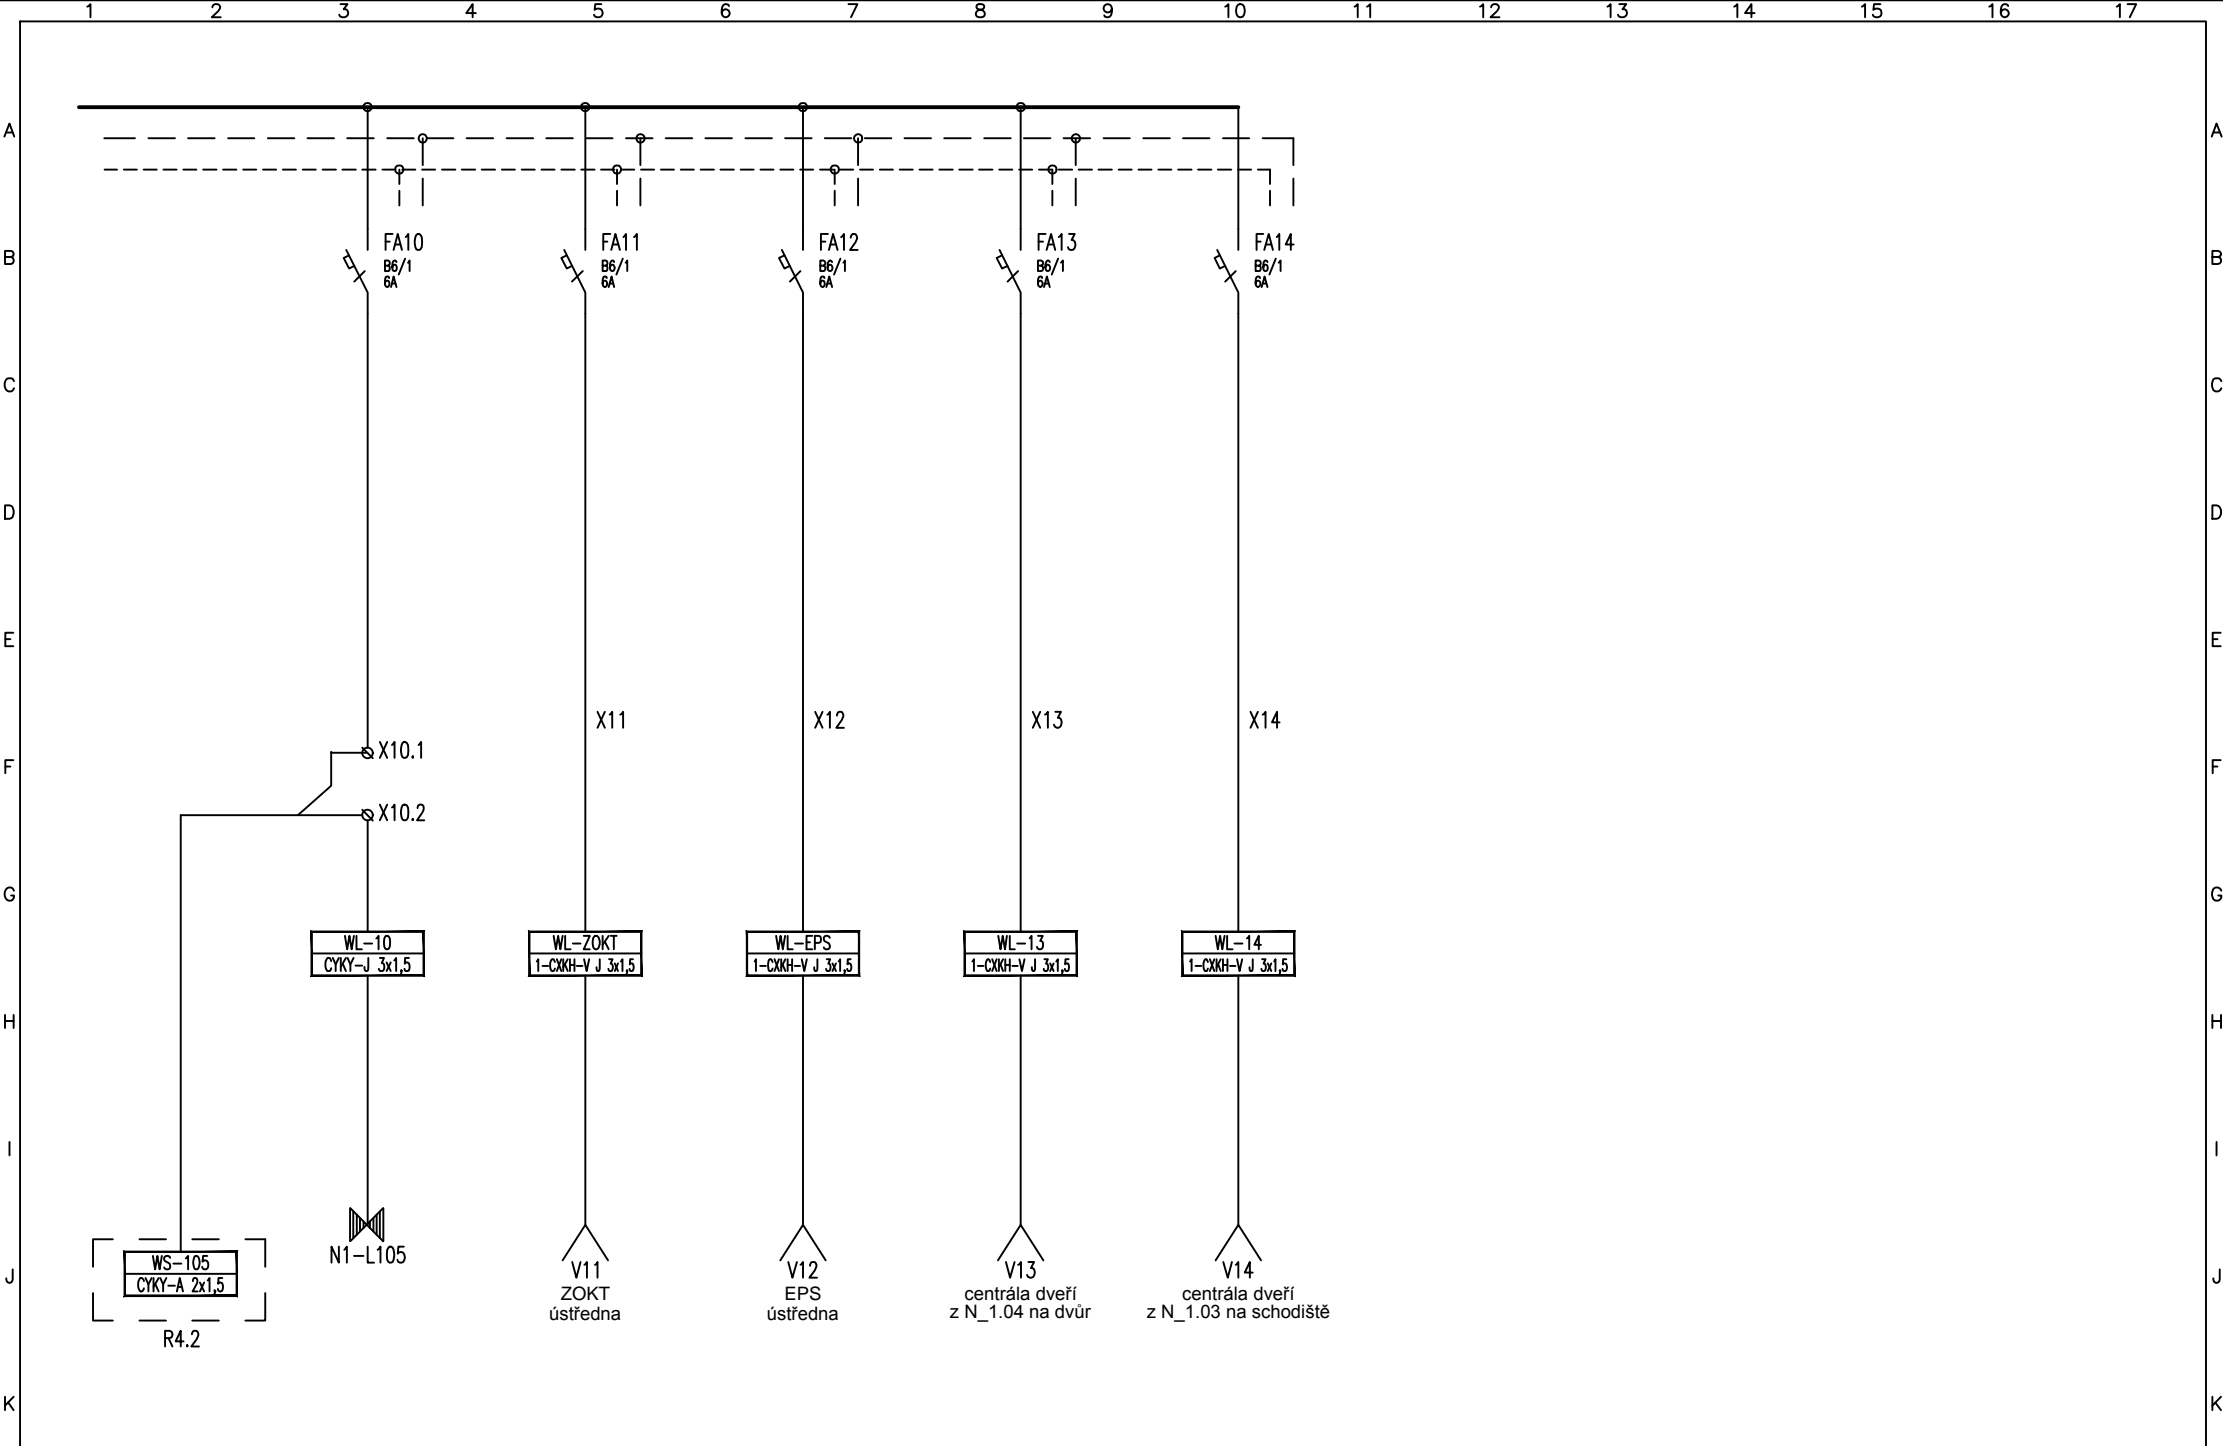 1 2 3 4 5 6 7 8 9 10 11 12 13 14 15 16 17
A A
FA10 FA11 FA12 FA13 FA14
B B6/1 B6/1 B6/1 B6/1 B6/1 B
6A 6A 6A 6A 6A
C C
D D
E E
X11 X12 X13 X14
X10.1
F F
X10.2
G G
WL-10 WL-ZOKT WL-EPS WL-13 WL-14
CYKY-J 3x1,5 1-CXKH-V J 3x1,5 1-CXKH-V J 3x1,5 1-CXKH-V J 3x1,5 1-CXKH-V J 3x1,5
H H
I I
N1-L105
WS-105 V11 V12 V13 V14
J CYKY-A 2x1,5 J
ZOKT EPS centrála dveří centrála dveří
ústředna ústředna z N_1.04 na dvůr z N_1.03 na schodiště
R4.2
K K